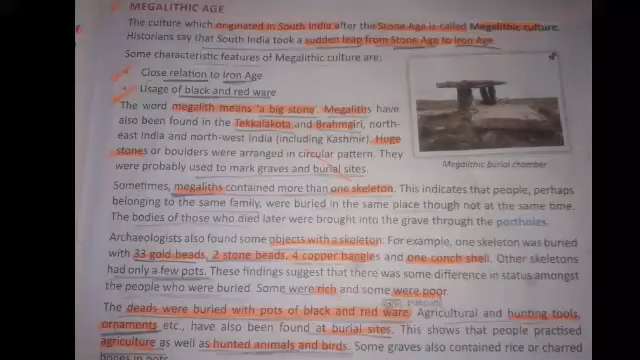 MEGALITHIC AGE
The culture which originated in South India after the Stone Age is called Megalithic culture.
Historians say that South India took a sudden leap from Stone Age to Iron Age.
Some characteristic features of Megalithic culture are:
Close relation to Iron Age
Usage of black and red ware
The word megalith means 'a big stone'. Megaliths have
also been found in the Tekkalakota and Brahmgiri, north-
east India and north-west India (including Kashmir). Huge
stones or boulders were arranged in circular pattern. They
were probably used to mark graves and burial sites.
Megalithic burial chamber
Sometimes, megaliths contained more than one skeleton. This indicates that people, perhaps
belonging to the same family, were buried in the same place though not at the same time.
The bodies of those who died later were brought into the grave through the portholes.
Archaeologists also found some objects with a skeleton. For example, one skeleton was buried
with 33 gold beads, 2 stone beads, 4 copper bangles and one conch shell. Other skeletons
had only a few pots. These findings suggest that there was some difference in status amongst
the people who were buried. Some were rich and some were poor.
The deads were buried with pots of black and red ware. Agricultural and hunting tools,
ornaments etc., have also been found at burial sites. This shows that people practised
agriculture as well as hunted animals and birds. Some graves also contained rice or charred
bones in pots.